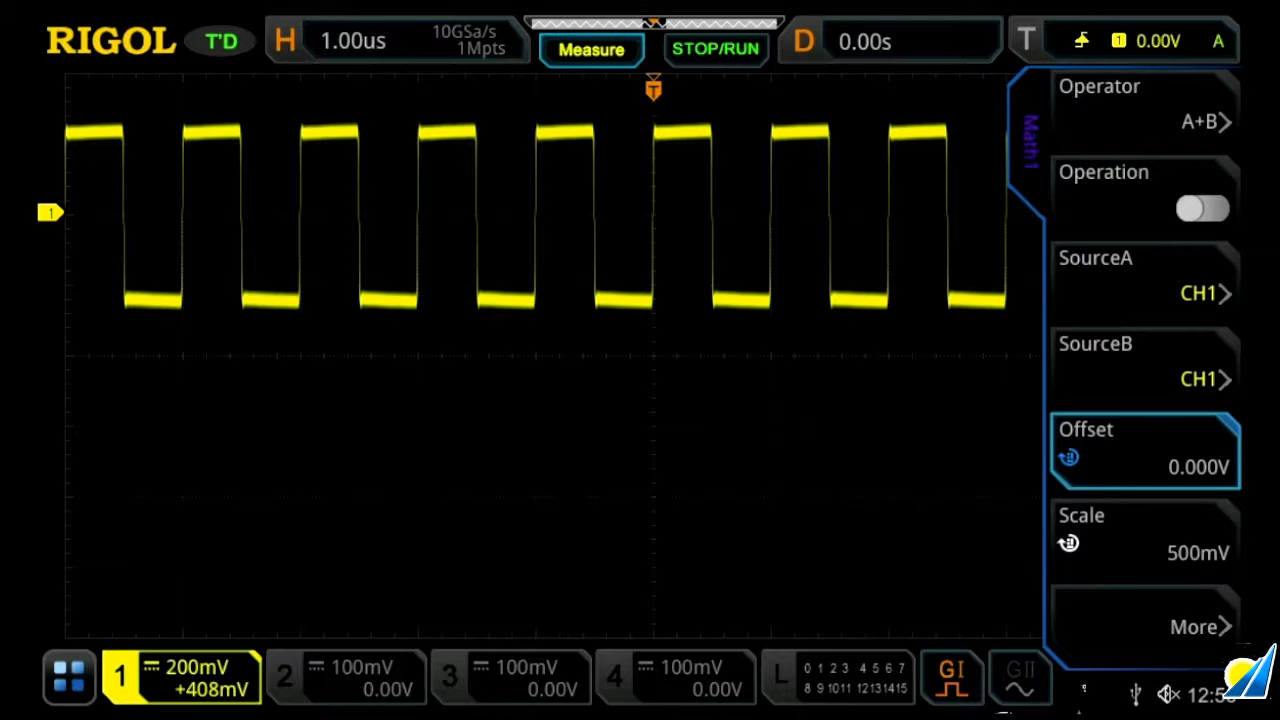 RIGOL T'D H 1.00us 10GSa/s 1Mpts Measure STOP/RUN D 0.00s T 1 0.00V A
T
Operator
A+B
Math1
Operation
1
SourceA
CH1
SourceB
CH1
Offset
0.000V
Scale
500mV
More
1 200mV +408mV
2 100mV 0.00V
3 100mV 0.00V
4 100mV 0.00V
L 0 1 2 3 4 5 6 7
8 9 10 11 12 13 14 15
GI GII